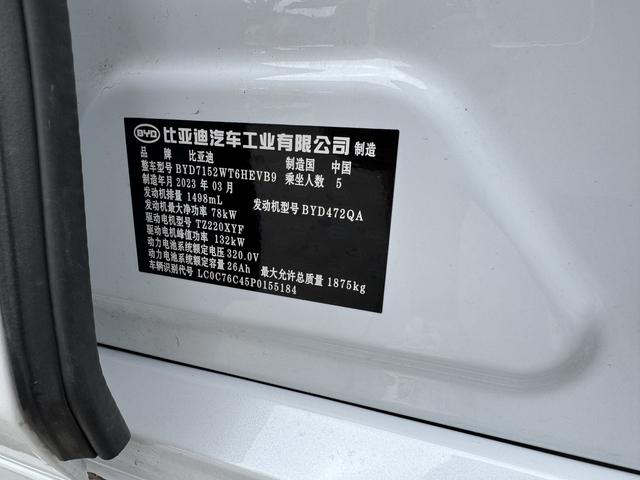 BYD 比亚迪汽车工业有限公司 制造
品 牌 比亚迪 制造国 中国
整车型号 BYD7152WT6HEVB9 乘坐人数 5
制造年月 2023 年 03 月
发动机排量 1498mL 发动机型号 BYD472QA
发动机最大净功率 78kW
驱动电机型号 TZ220XYF
驱动电机峰值功率 132kW
动力电池系统额定电压 320.0V
动力电池系统额定容量 26Ah 最大允许总质量 1875kg
车辆识别代号 LC0C76C45P0155184